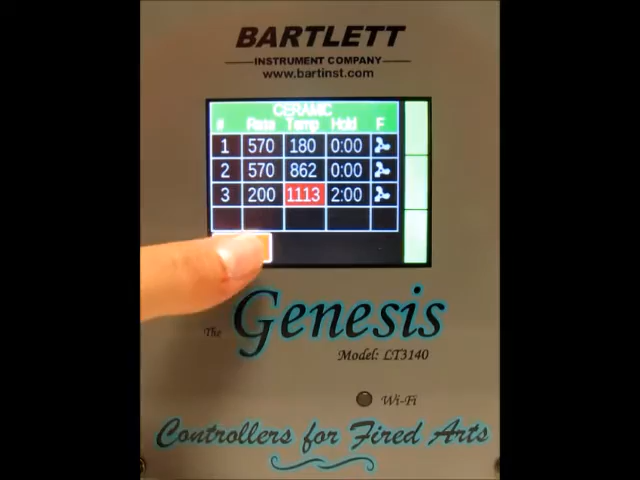 BARTLETT
INSTRUMENT COMPANY
www.bartinst.com
CERAMIC
# Rate Temp Hold F
1 570 180 0:00
2 570 862 0:00
3 200 1113 2:00
The Genesis
Model: LT3140
Wi-Fi
Controllers for Fired Arts